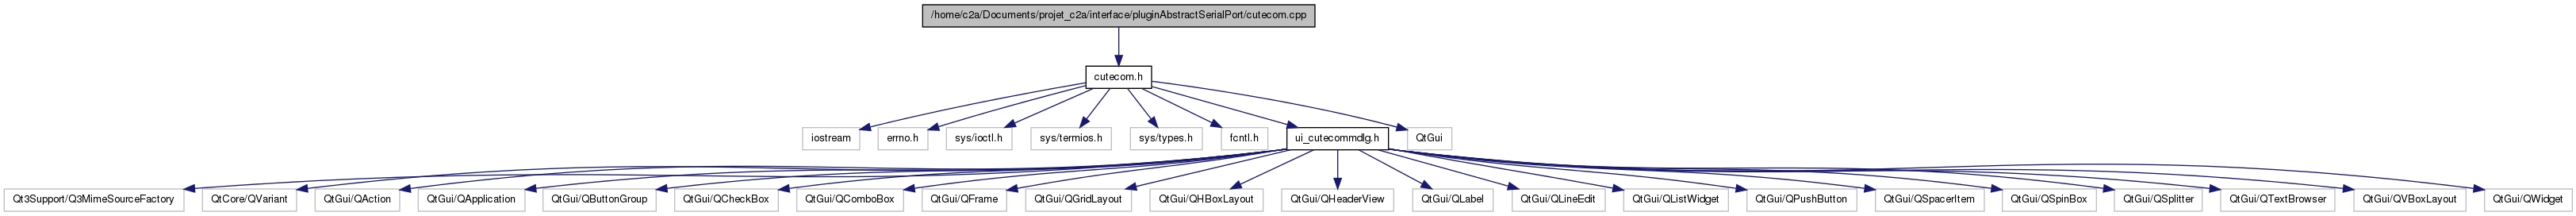 /home/c2a/Documents/projet_c2a/interface/pluginAbstractSerialPort/cutecom.cpp
cutecom.h
iostream
errno.h
sys/ioctl.h
sys/termios.h
sys/types.h
fcntl.h
ui_cutecommdlg.h
QtGui
Qt3Support/Q3MimeSourceFactory
QtCore/QVariant
QtGui/QAction
QtGui/QApplication
QtGui/QButtonGroup
QtGui/QCheckBox
QtGui/QComboBox
QtGui/QFrame
QtGui/QGridLayout
QtGui/QHBoxLayout
QtGui/QHeaderView
QtGui/QLabel
QtGui/QLineEdit
QtGui/QListWidget
QtGui/QPushButton
QtGui/QSpacerItem
QtGui/QSpinBox
QtGui/QSplitter
QtGui/QTextBrowser
QtGui/QVBoxLayout
QtGui/QWidget